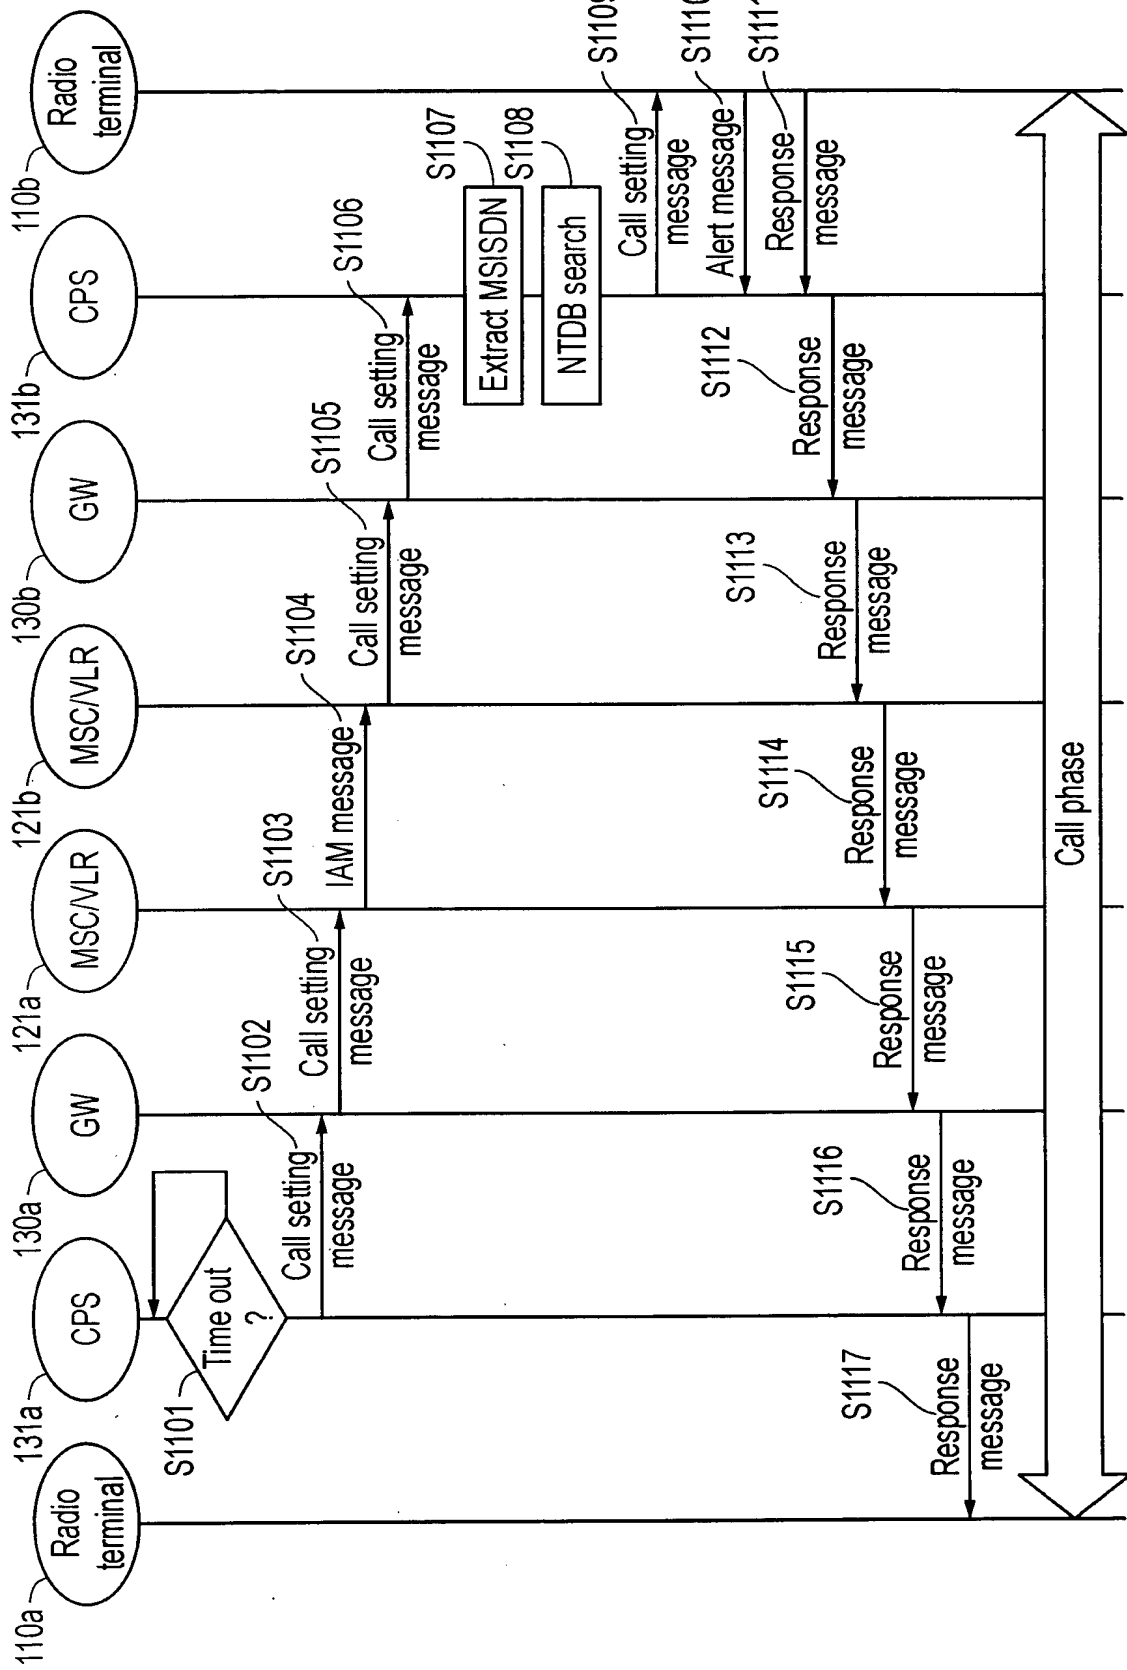 110a
Radio
terminal
131a
CPS
130a
GW
121a
MSC/VLR
121b
MSC/VLR
130b
GW
131b
CPS
110b
Radio
terminal
S1101
Time out
?
S1102
Call setting
message
S1103
Call setting
message
S1104
IAM message
S1105
Call setting
message
S1106
Call setting
message
S1107
Extract MSISDN
S1108
NTDB search
S1109
Call setting
message
S1110
Alert message
S1111
Response
message
S1112
Response
message
S1113
Response
message
S1114
Response
message
S1115
Response
message
S1116
Response
message
S1117
Response
message
Call phase